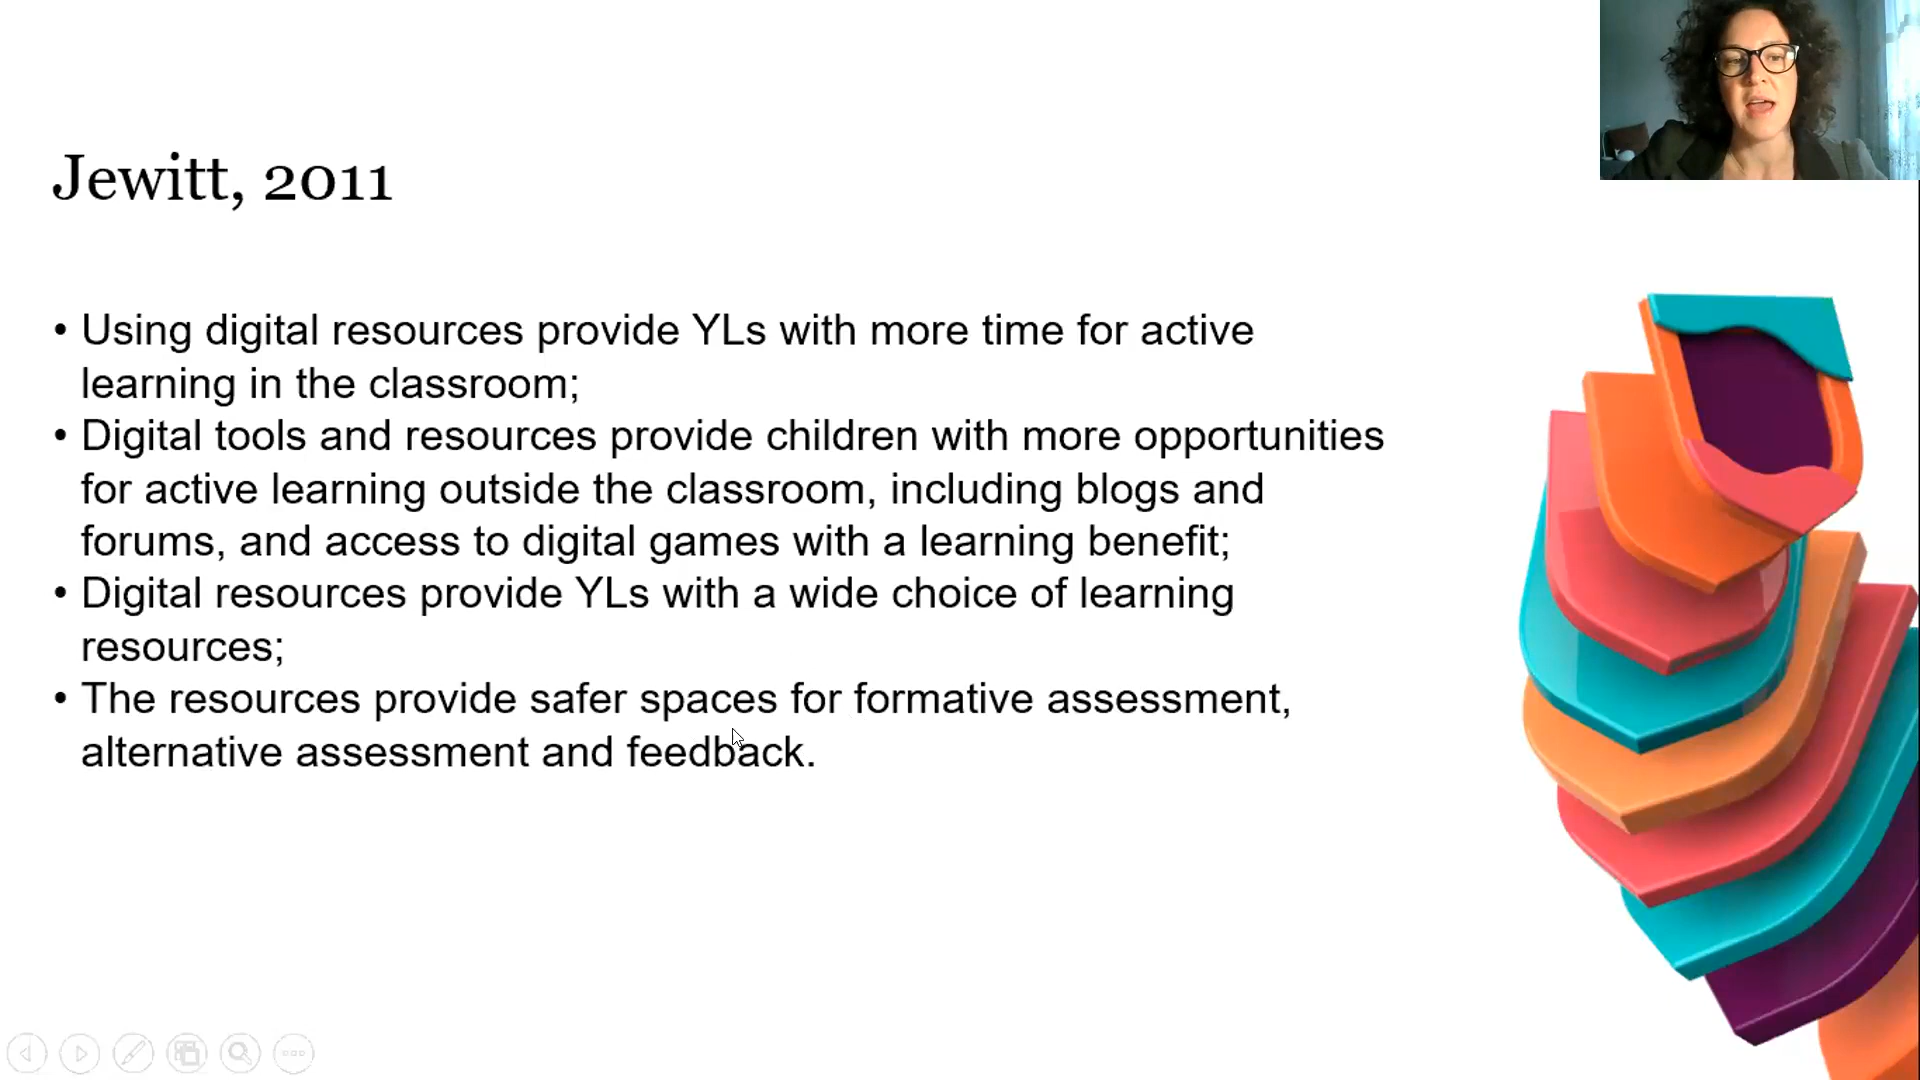 Jewitt, 2011
• Using digital resources provide YLs with more time for active
learning in the classroom;
• Digital tools and resources provide children with more opportunities
for active learning outside the classroom, including blogs and
forums, and access to digital games with a learning benefit;
• Digital resources provide YLs with a wide choice of learning
resources;
• The resources provide safer spaces for formative assessment,
alternative assessment and feedback.